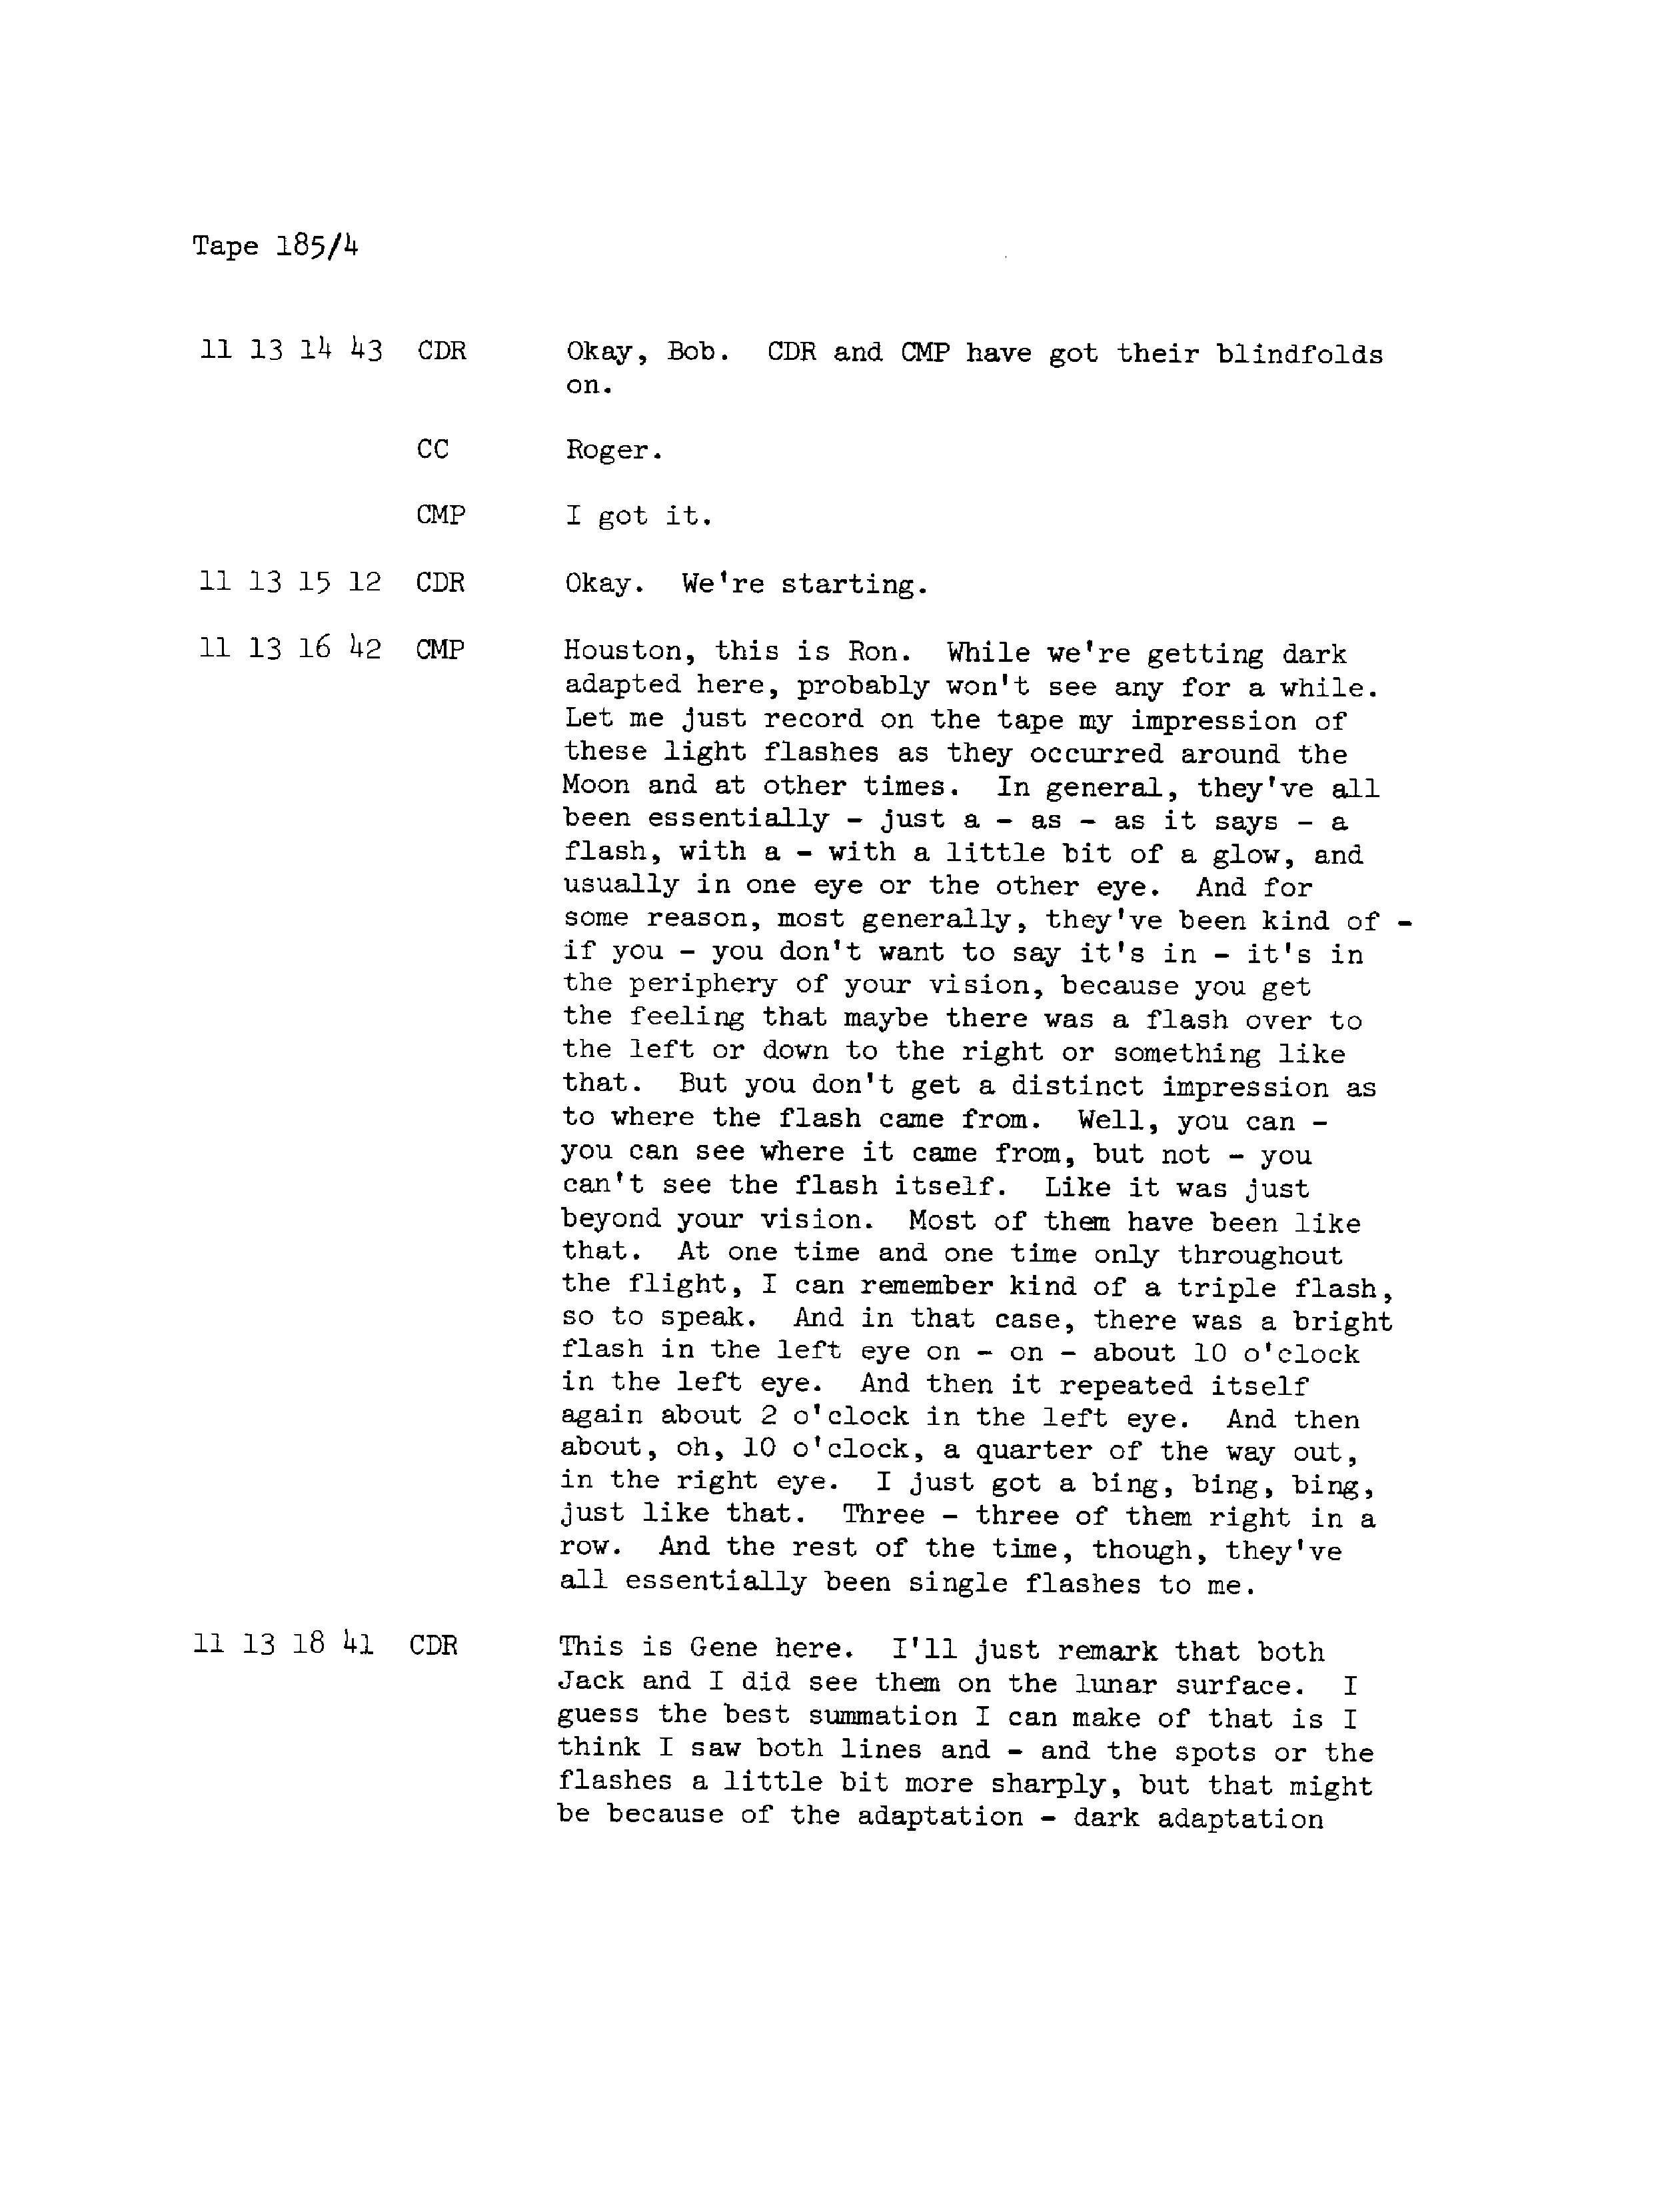 Tape 185/4
11 13 14 43 CDR Okay, Bob. CDR and CMP have got their blindfolds
on.
CC Roger.
CMP I got it.
11 13 15 12 CDR Okay. We're starting.
11 13 16 42 CMP Houston, this is Ron. While we're getting dark
adapted here, probably won't see any for a while.
Let me just record on the tape my impression of
these light flashes as they occurred around the
Moon and at other times. In general, they've all
been essentially - just a - as - as it says - a
flash, with a - with a little bit of a glow, and
usually in one eye or the other eye. And for
some reason, most generally, they've been kind of -
if you - you don't want to say it's in - it's in
the periphery of your vision, because you get
the feeling that maybe there was a flash over to
the left or down to the right or something like
that. But you don't get a distinct impression as
to where the flash came from. Well, you can -
you can see where it came from, but not - you
can't see the flash itself. Like it was just
beyond your vision. Most of them have been like
that. At one time and one time only throughout
the flight, I can remember kind of a triple flash,
so to speak. And in that case, there was a bright
flash in the left eye on - on - about 10 o'clock
in the left eye. And then it repeated itself
again about 2 o'clock in the left eye. And then
about, oh, 10 o'clock, a quarter of the way out,
in the right eye. I just got a bing, bing, bing,
just like that. Three - three of them right in a
row. And the rest of the time, though, they've
all essentially been single flashes to me.
11 13 18 41 CDR This is Gene here. I'll just remark that both
Jack and I did see them on the lunar surface. I
guess the best summation I can make of that is I
think I saw both lines and - and the spots or the
flashes a little bit more sharply, but that might
be because of the adaptation - dark adaptation